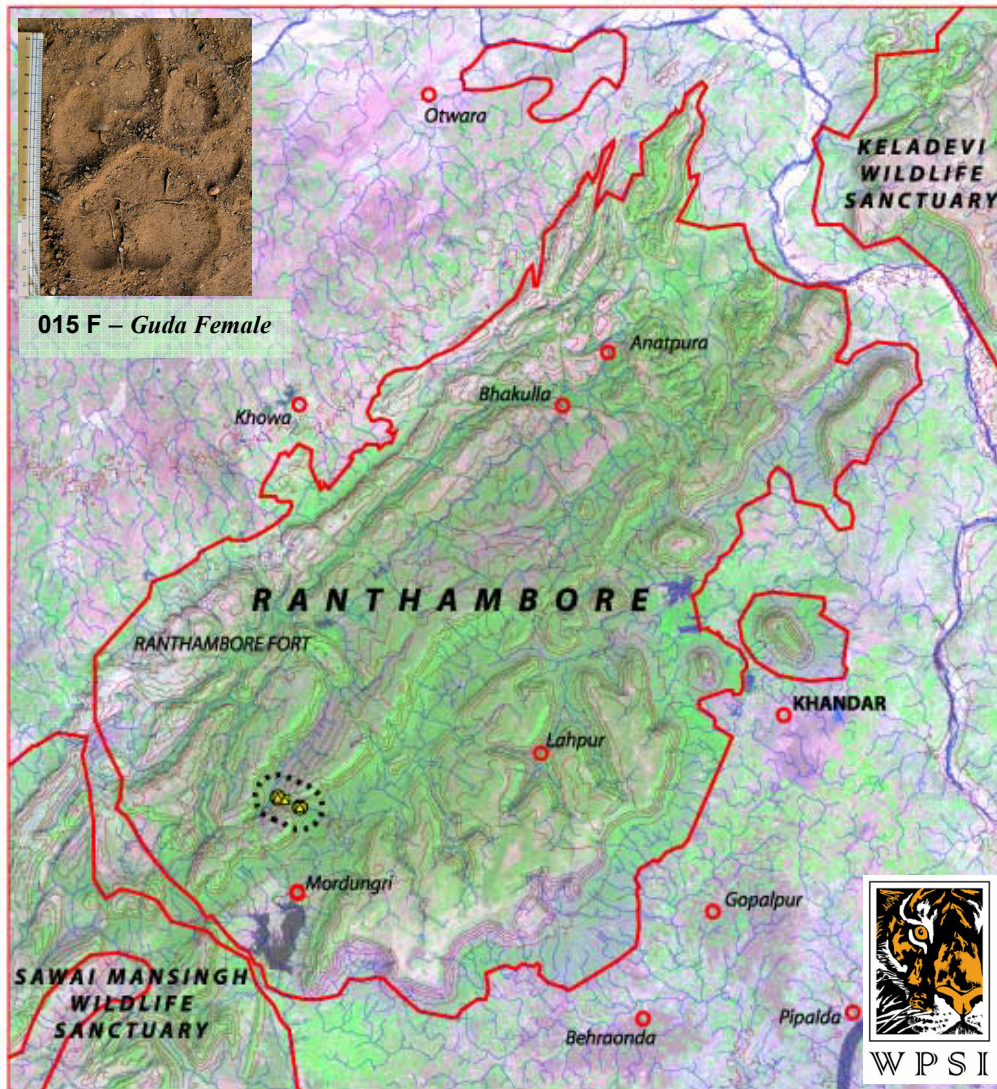 Otwara
KELADEVI
WILDLIFE
SANCTUARY
015 F – Guda Female
Anatpura
Bhakulla
Khowa
RANTHAMBORE
RANTHAMBORE FORT
KHANDAR
Lahpur
Mordungri
Gopalpur
SAWAI MANSINGH
WILDLIFE
SANCTUARY
Pipalda
Behraonda
WPSI